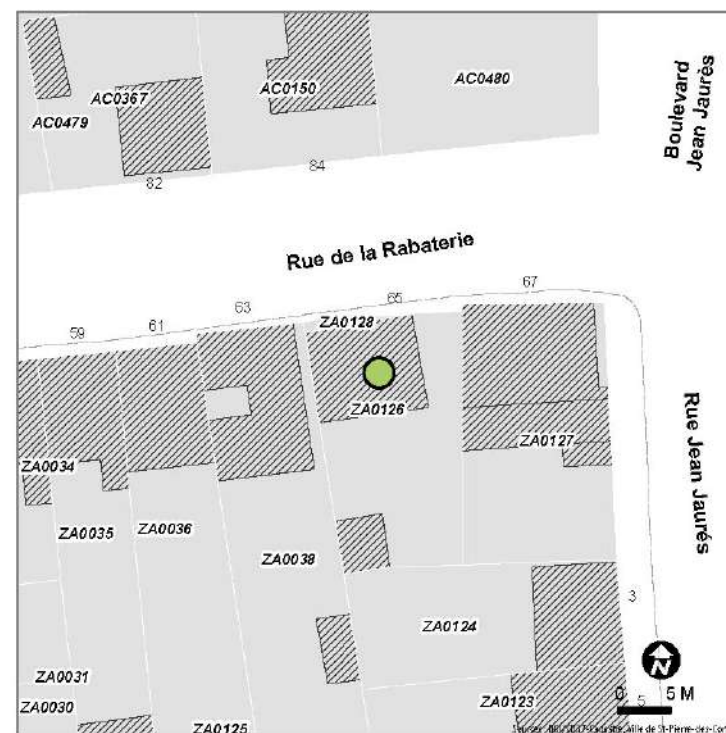 AC0480
AC0150
AC0367
AC0479
Boulevard
Jean Jaurès
84
82
Rue de la Rabaterie
67
65
63
61
59
ZA0128
ZA0126
ZA0127
ZA0034
ZA0035
ZA0036
ZA0038
Rue Jean Jaurés
3
ZA0124
ZA0031
ZA0030
ZA0125
ZA0123
N
0 5 M
5